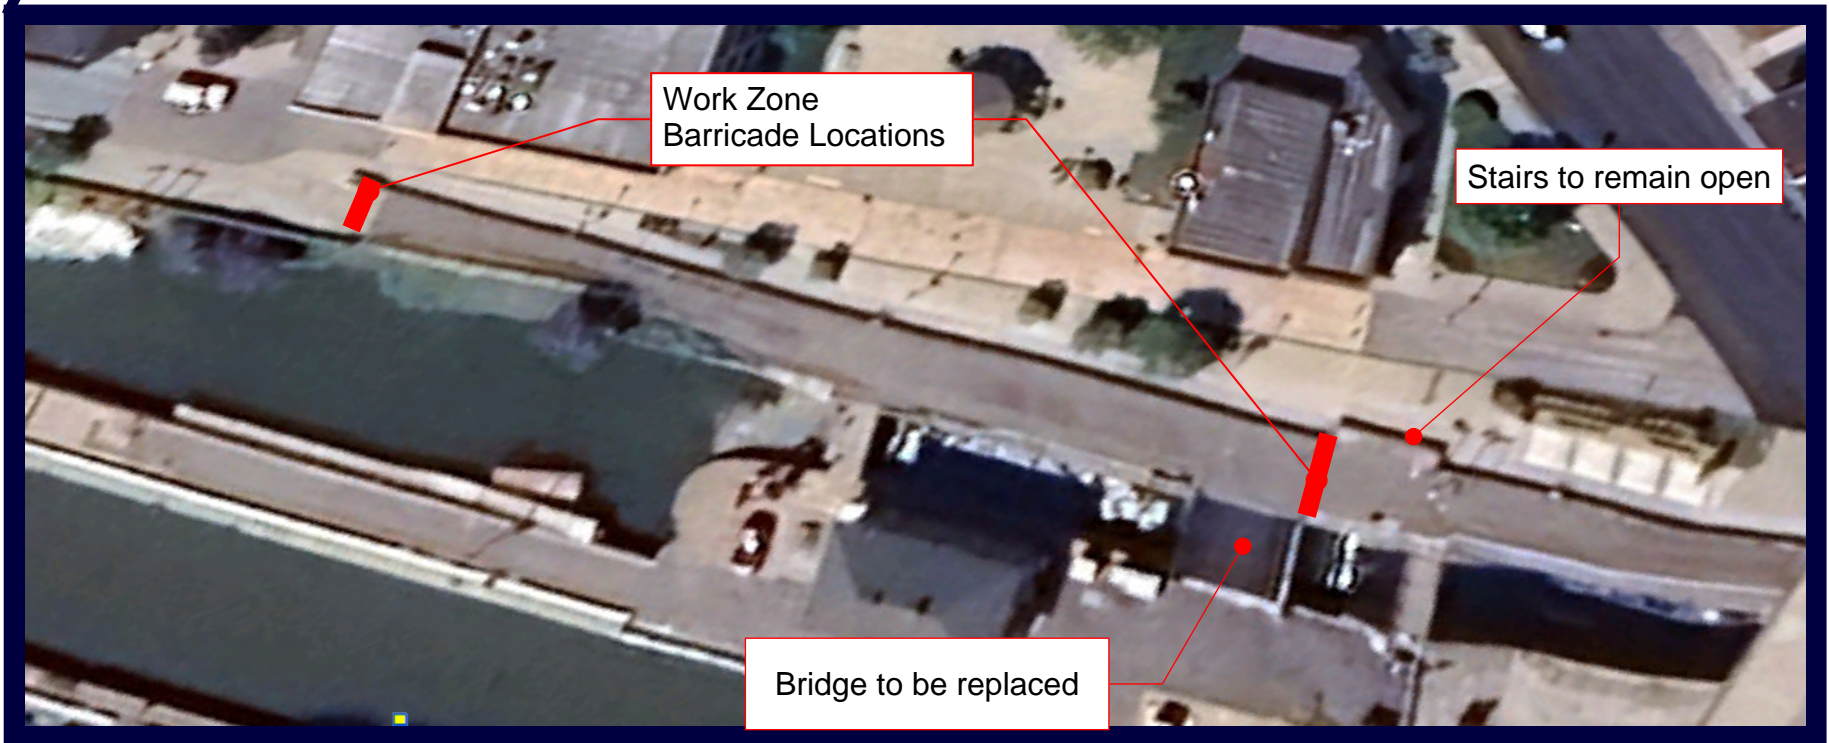 Work Zone
Barricade Locations
Stairs to remain open
Bridge to be replaced